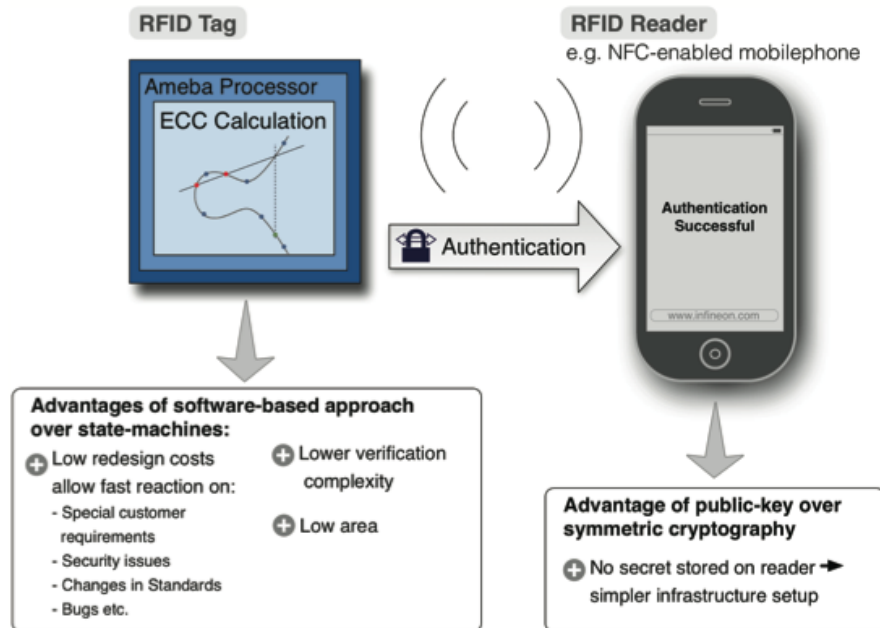 RFID Tag
RFID Reader
e.g. NFC-enabled mobilephone
Ameba Processor
ECC Calculation
Authentication
Authentication
Successful
www.infineon.com
Advantages of software-based approach
over state-machines:
Low redesign costs
allow fast reaction on:
- Special customer
requirements
- Security issues
- Changes in Standards
- Bugs etc.
Lower verification
complexity
Low area
Advantage of public-key over
symmetric cryptography
No secret stored on reader ➔
simpler infrastructure setup